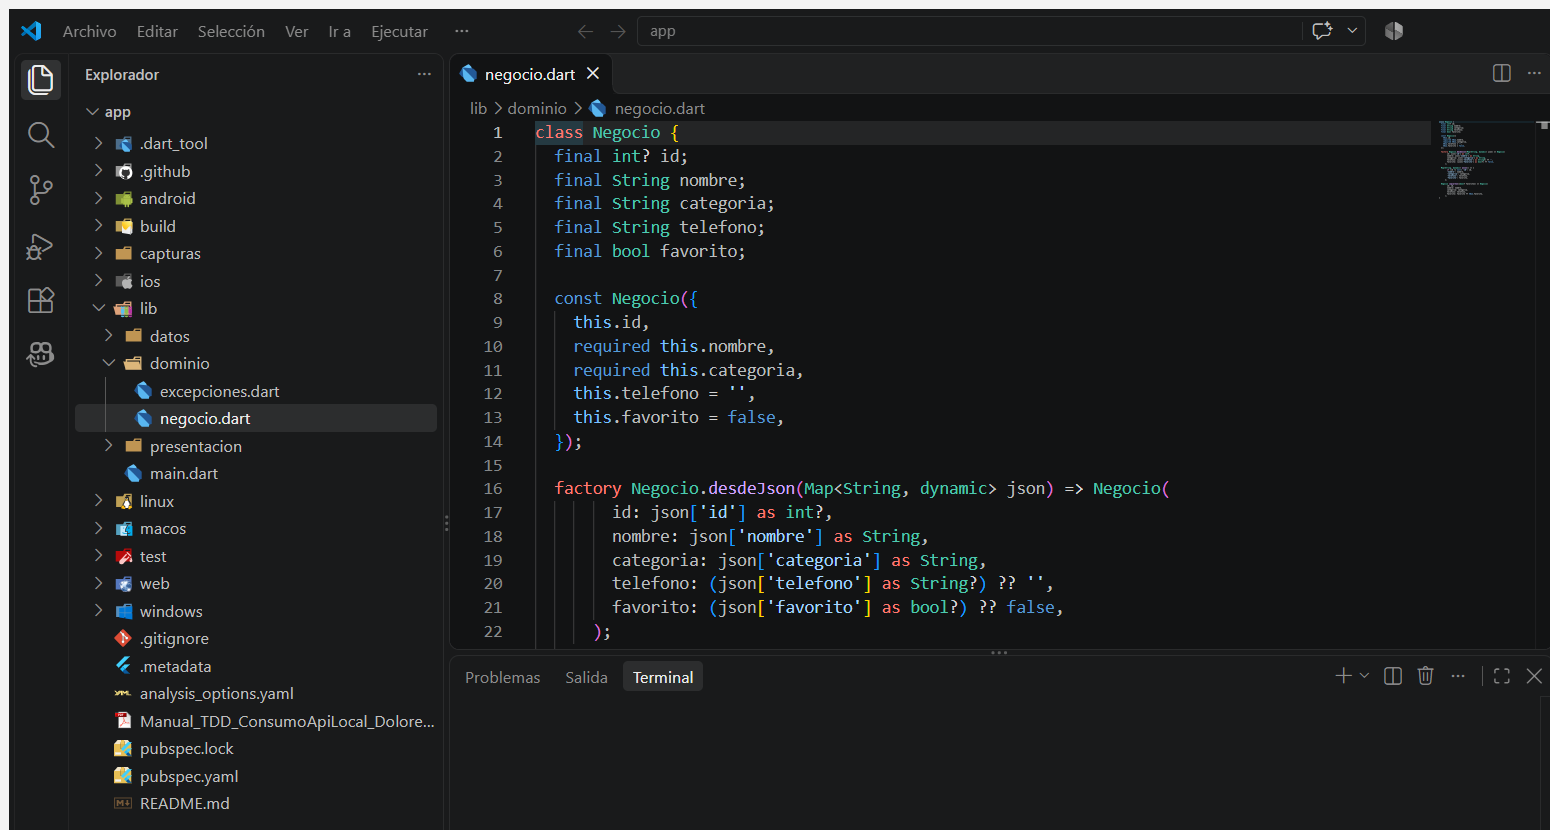 Archivo Editar Selección Ver Ir a Ejecutar ··· app
Explorador ···
app
.dart_tool
.github
android
build
capturas
ios
lib
datos
dominio
excepciones.dart
negocio.dart
presentacion
main.dart
linux
macos
test
web
windows
.gitignore
.metadata
analysis_options.yaml
Manual_TDD_ConsumoApiLocal_Dolore...
pubspec.lock
pubspec.yaml
README.md
negocio.dart
lib > dominio > negocio.dart
1 class Negocio {
2 final int? id;
3 final String nombre;
4 final String categoria;
5 final String telefono;
6 final bool favorito;
7
8 const Negocio({
9 this.id,
10 required this.nombre,
11 required this.categoria,
12 this.telefono = '',
13 this.favorito = false,
14 });
15
16 factory Negocio.desdeJson(Map<String, dynamic> json) => Negocio(
17 id: json['id'] as int?,
18 nombre: json['nombre'] as String,
19 categoria: json['categoria'] as String,
20 telefono: (json['telefono'] as String?) ?? '',
21 favorito: (json['favorito'] as bool?) ?? false,
22 );
Problemas Salida Terminal